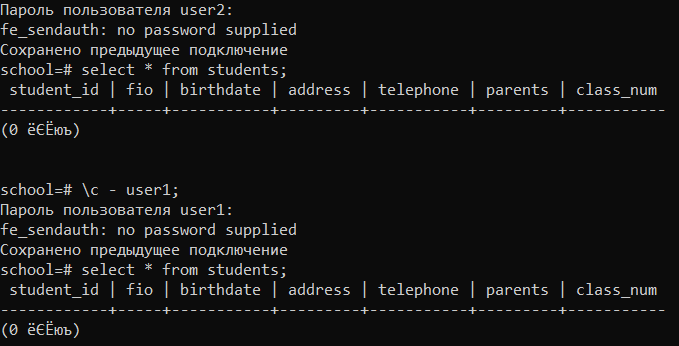 Пароль пользователя user2:
fe_sendauth: no password supplied
Сохранено предыдущее подключение
school=# select * from students;
 student_id | fio | birthdate | address | telephone | parents | class_num
------------+-----+-----------+---------+-----------+---------+-----------
(0 ёЄЁюъ)
school=# \c - user1;
Пароль пользователя user1:
fe_sendauth: no password supplied
Сохранено предыдущее подключение
school=# select * from students;
 student_id | fio | birthdate | address | telephone | parents | class_num
------------+-----+-----------+---------+-----------+---------+-----------
(0 ёЄЁюъ)